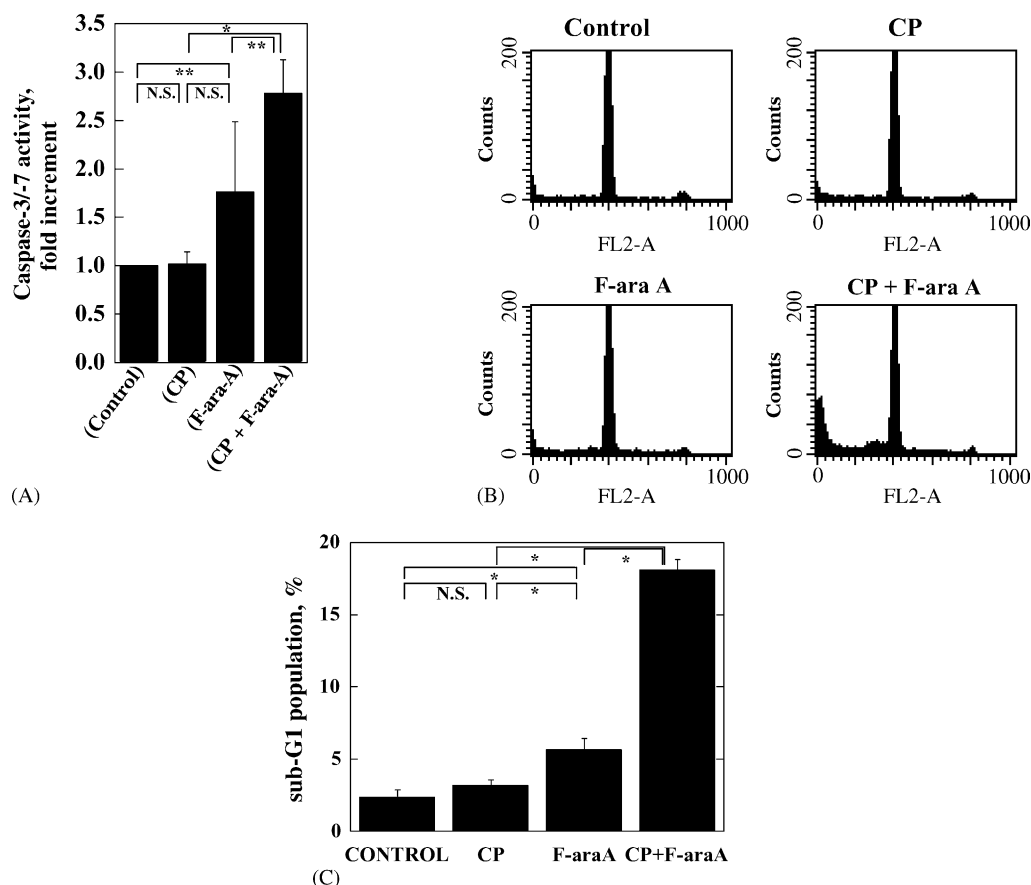 3.5
3.0
2.5
2.0
1.5
1.0
0.5
0.0
Caspase-3/-7 activity,
fold increment
*
**
**
N.S.
N.S.
(Control)
(CP)
(F-ara-A)
(CP + F-ara-A)
(A)
Control
200
0
Counts
0
1000
FL2-A
CP
200
0
Counts
0
1000
FL2-A
F-ara A
200
0
Counts
0
1000
FL2-A
CP + F-ara A
200
0
Counts
0
1000
FL2-A
(B)
20
15
10
5
0
sub-G1 population, %
*
*
*
N.S.
*
CONTROL
CP
F-araA
CP+F-araA
(C)